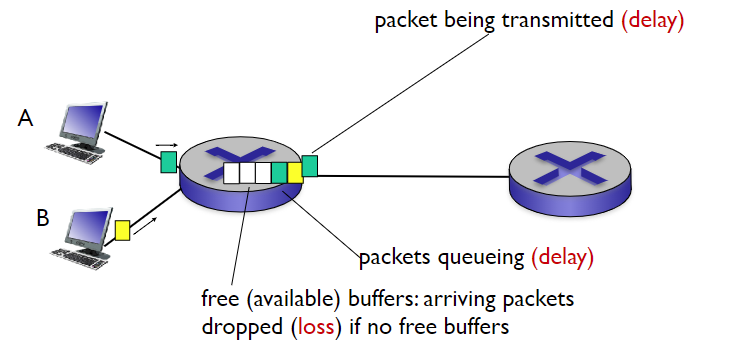 packet being transmitted (delay)
A
B
packets queueing (delay)
free (available) buffers: arriving packets
dropped (loss) if no free buffers